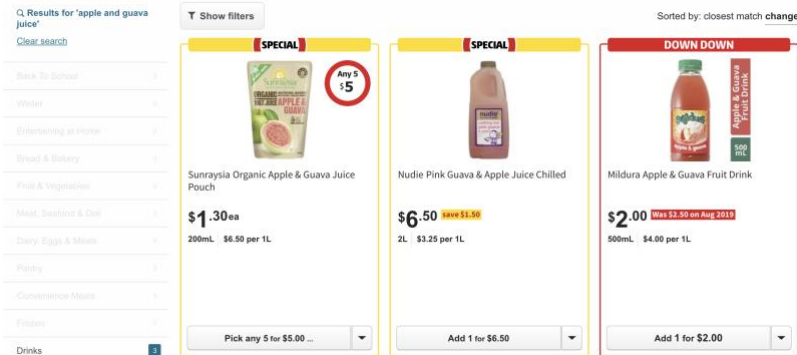 Results for 'apple and guava
juice'
Clear search
Back To School
Winter
Entertaining at Home
Bread & Bakery
Fruit & Vegetables
Meat, Seafood & Deli
Dairy, Eggs & Meals
Pantry
Convenience Meals
Frozen
Drinks 3
Show filters
Sorted by: closest match change
SPECIAL
Any 5
$5
Sunraysia
ORGANIC
APPLE &
GUAVA
Sunraysia Organic Apple & Guava Juice
Pouch
$1.30ea
200mL $6.50 per 1L
Pick any 5 for $5.00 ...
SPECIAL
nudie
Nudie Pink Guava & Apple Juice Chilled
$6.50 save $1.50
2L $3.25 per 1L
Add 1 for $6.50
DOWN DOWN
Mildura
Apple & Guava
Fruit Drink
500
mL
Mildura Apple & Guava Fruit Drink
$2.00 Was $2.50 on Aug 2019
500mL $4.00 per 1L
Add 1 for $2.00